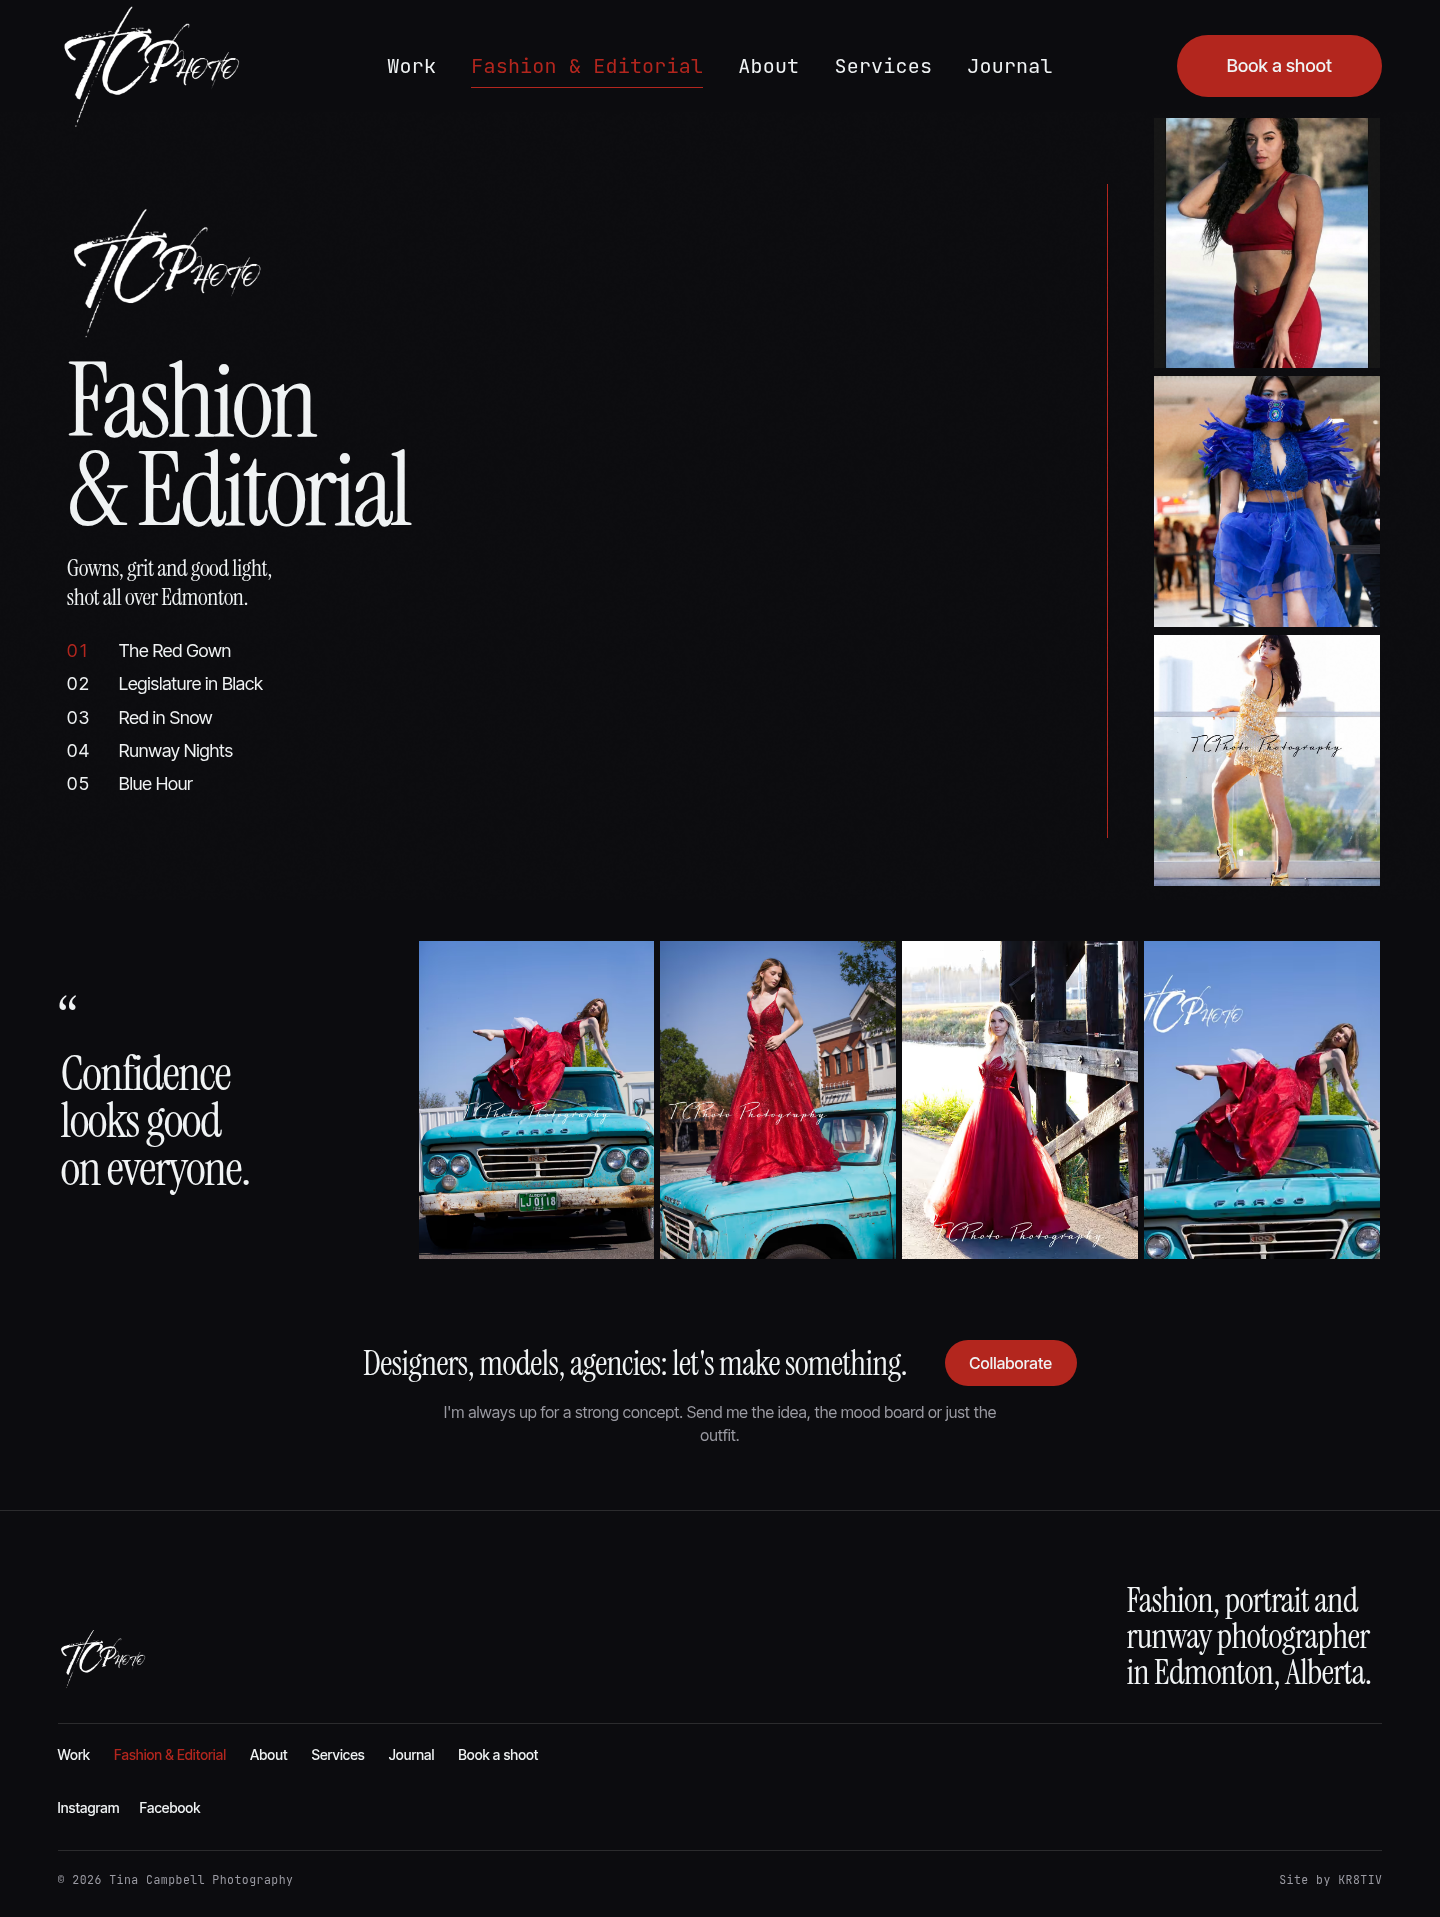 TCPHOTO
Work
Fashion & Editorial
About
Services
Journal
Book a shoot
TCPHOTO
Fashion
& Editorial
Gowns, grit and good light,
shot all over Edmonton.
01 The Red Gown
02 Legislature in Black
03 Red in Snow
04 Runway Nights
05 Blue Hour
TCPhoto Photography
“
Confidence
looks good
on everyone.
TCPhoto Photography
FARGO
LJ 0118
TCPhoto Photography
FARGO
TCPhoto Photography
TCPHOTO
FARGO
Designers, models, agencies: let's make something.
Collaborate
I'm always up for a strong concept. Send me the idea, the mood board or just the
outfit.
TCPHOTO
Fashion, portrait and
runway photographer
in Edmonton, Alberta.
Work
Fashion & Editorial
About
Services
Journal
Book a shoot
Instagram
Facebook
© 2026 Tina Campbell Photography
Site by KR8TIV